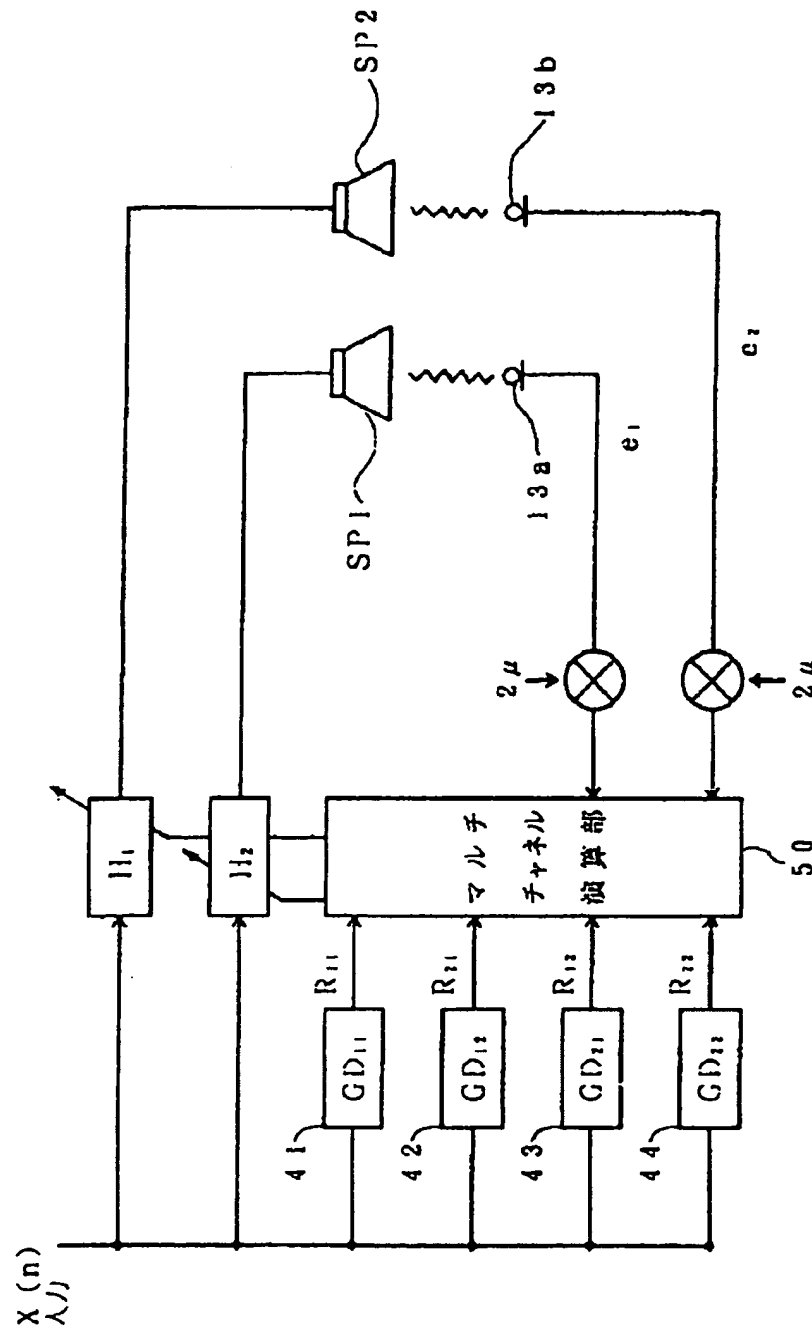 X (n)
入力
H₁
H₂
SP1
SP2
13a
13b
e₁
e₂
2μ
2μ
マルチ
チャネル
演算部
50
R₁₁
R₂₁
R₁₂
R₂₂
GD₁₁
GD₁₂
GD₂₁
GD₂₂
41
42
43
44